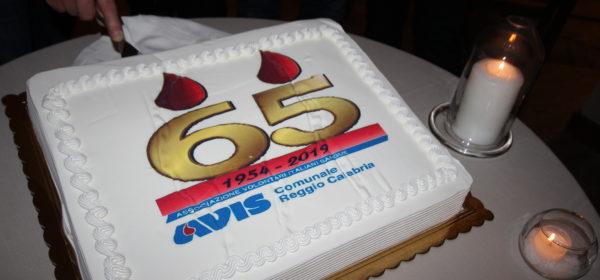 65
1954 - 2019
ASSOCIAZIONE VOLONTARI ITALIANI SANGUE
AVIS
Comunale
Reggio Calabria